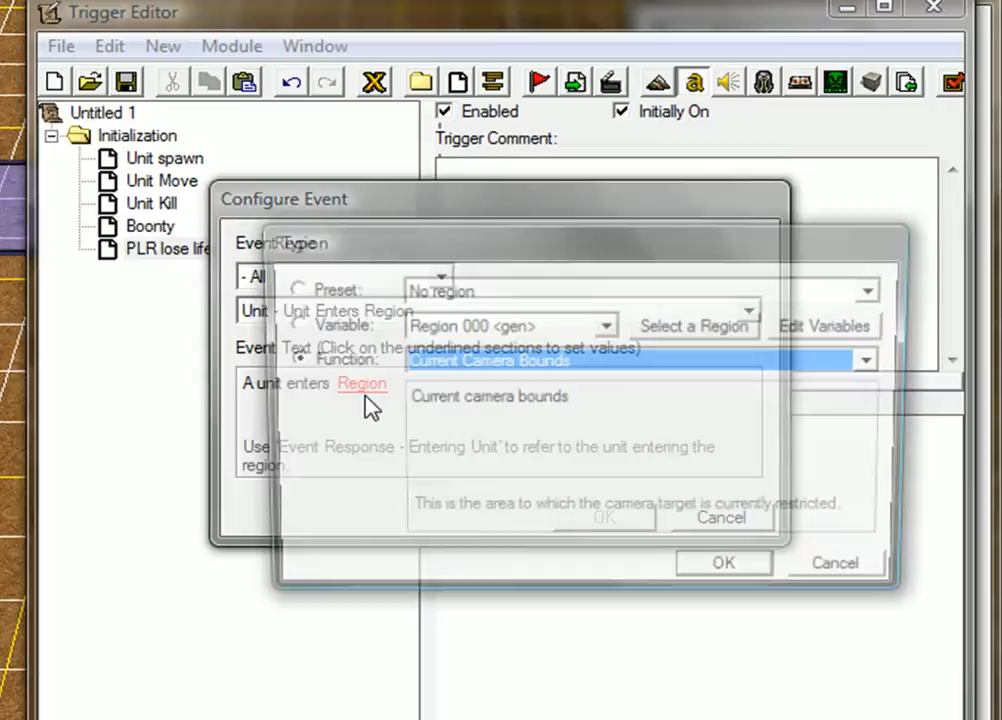 Trigger Editor
File Edit New Module Window
Untitled 1
Initialization
Unit spawn
Unit Move
Unit Kill
Boonty
PLR lose life
Enabled
Initially On
Trigger Comment:
Configure Event
Event Type
- All
Unit - Unit Enters Region
Event Text (Click on the underlined sections to set values)
A unit enters Region
Use 'Event Response - Entering Unit' to refer to the unit entering the
region.
OK Cancel
Region
Preset: No region
Variable: Region 000 <gen> Select a Region Edit Variables
Function: Current Camera Bounds
Current camera bounds
This is the area to which the camera target is currently restricted.
OK Cancel